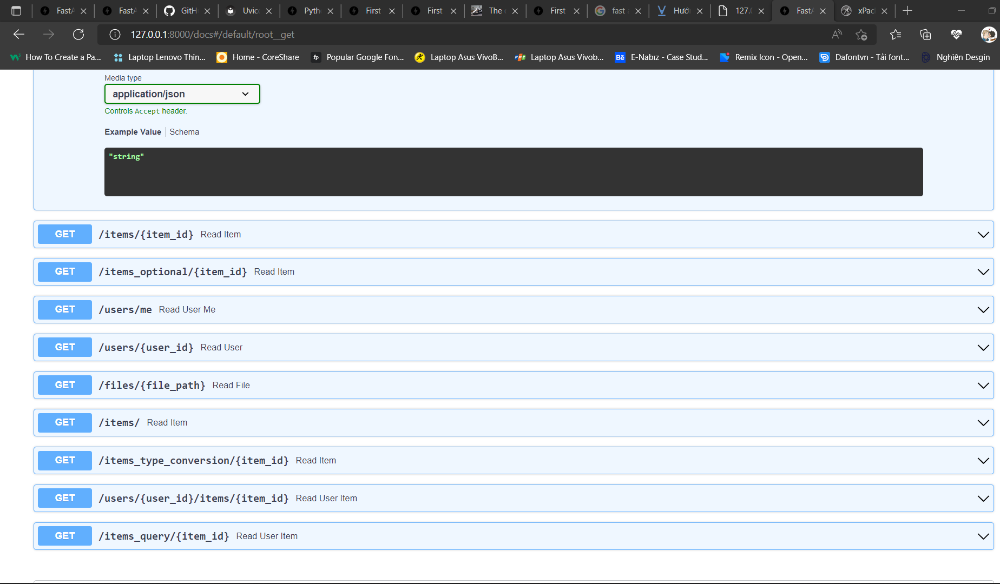 FastA FastA GitH Uvic Pyth First First The First fast Hướ 127.0 FastA xPac
127.0.0.1:8000/docs#/default/root__get
How To Create a Pa... Laptop Lenovo Thin... Home - CoreShare fp Popular Google Fon... Laptop Asus VivoB... Laptop Asus Vivob... Bē E-Nabız - Case Stud... Remix Icon - Open... Dafontvn - Tải font... Nghiện Desgin
Media type
application/json
Controls Accept header.
Example Value Schema
"string"
GET /items/{item_id} Read Item
GET /items_optional/{item_id} Read Item
GET /users/me Read User Me
GET /users/{user_id} Read User
GET /files/{file_path} Read File
GET /items/ Read Item
GET /items_type_conversion/{item_id} Read Item
GET /users/{user_id}/items/{item_id} Read User Item
GET /items_query/{item_id} Read User Item